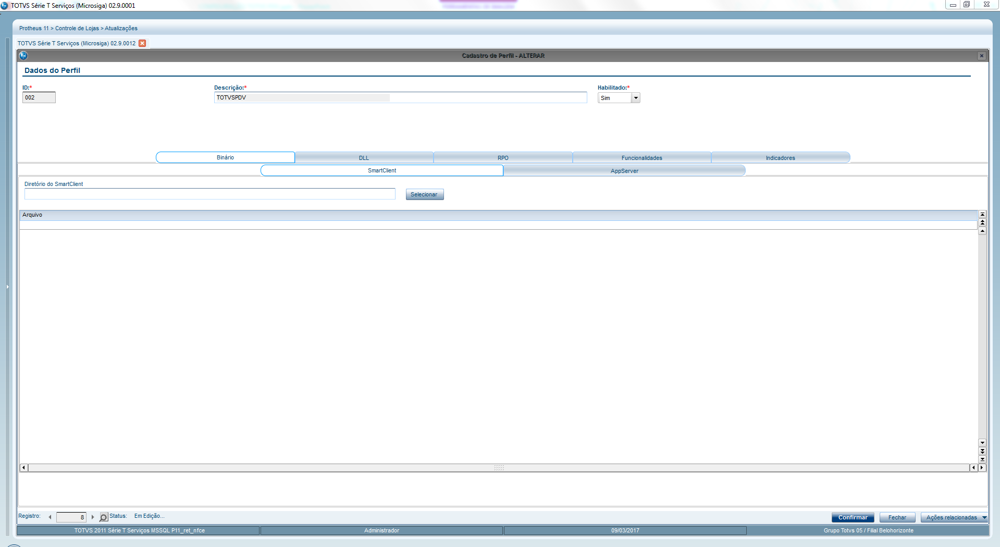 TOTVS Série T Serviços (Microsiga) 02.9.0001
Protheus 11 > Controle de Lojas > Atualizações
TOTVS Série T Serviços (Microsiga) 02.9.0012
Cadastro de Perfil - ALTERAR
Dados do Perfil
ID:* Descrição:* Habilitado:*
002 TOTVSPDV Sim
Binário DLL RPO Funcionalidades Indicadores
SmartClient AppServer
Diretório do SmartClient
Selecionar
Arquivo
Registro: 8 Status: Em Edição...
Confirmar Fechar Ações relacionadas
TOTVS 2011 Série T Serviços MSSQL P11_ret_nfce Administrador 09/03/2017 Grupo Totvs 05 / Filial Belohorizonte